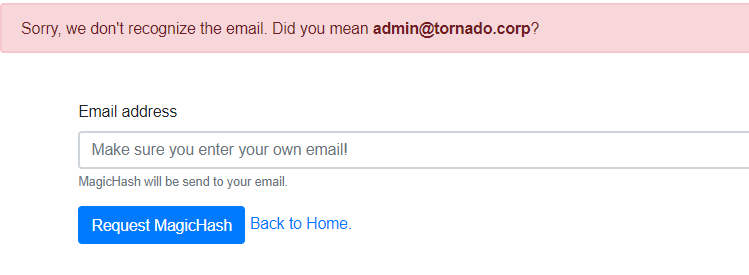 Sorry, we don't recognize the email. Did you mean admin@tornado.corp?
Email address
Make sure you enter your own email!
MagicHash will be send to your email.
Request MagicHash Back to Home.